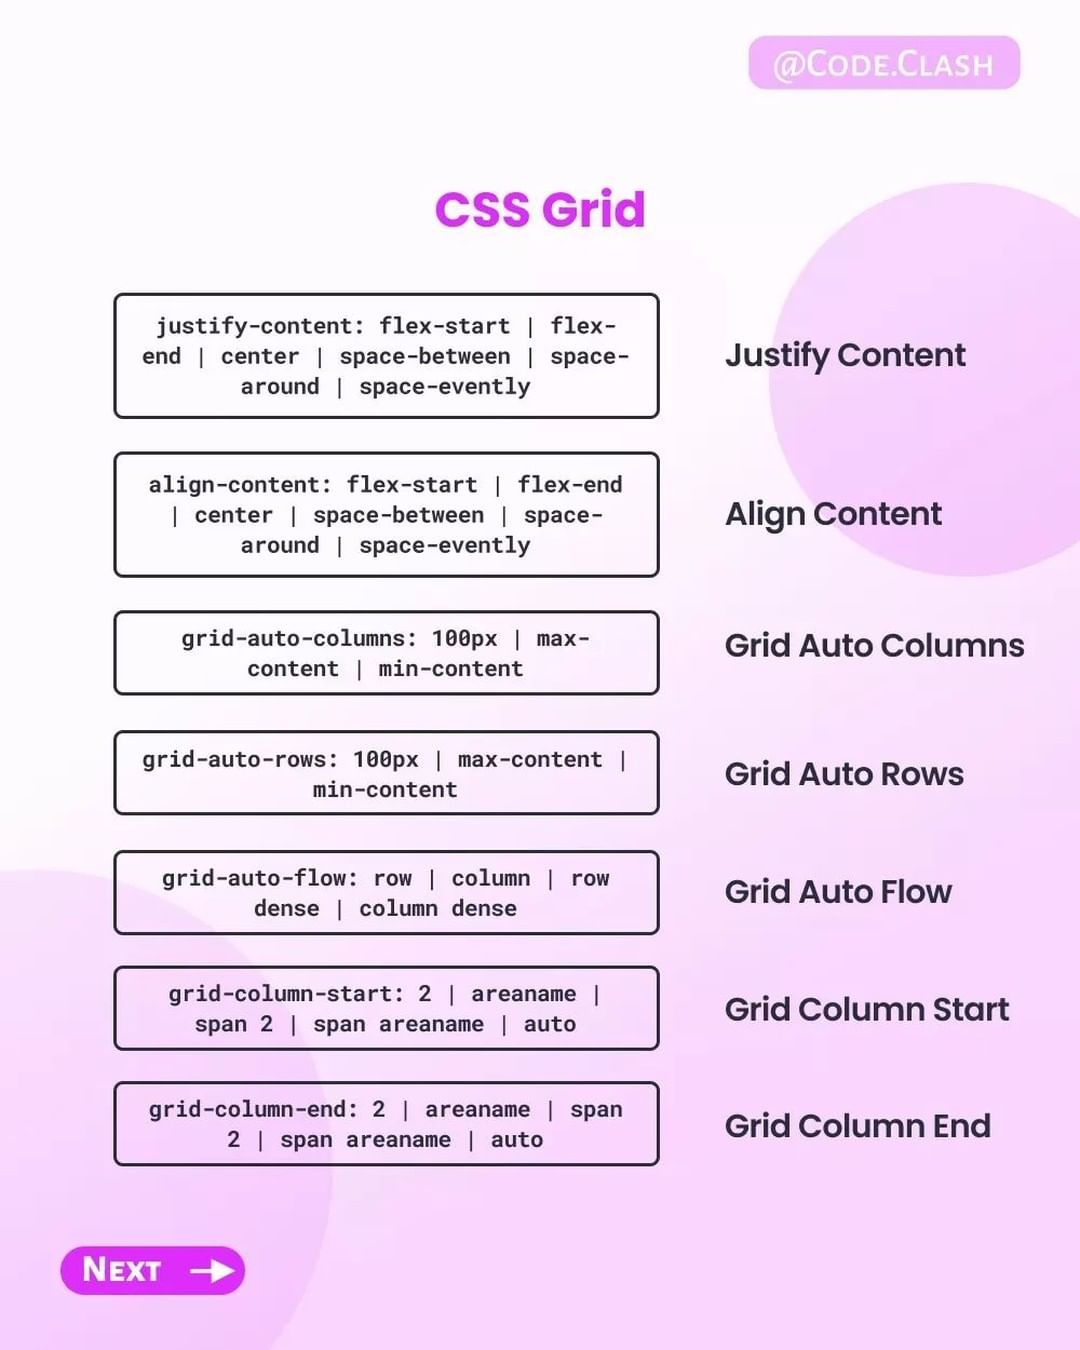 @Code.Clash
CSS Grid
justify-content: flex-start | flex-
end | center | space-between | space-
around | space-evently
Justify Content
align-content: flex-start | flex-end
| center | space-between | space-
around | space-evently
Align Content
grid-auto-columns: 100px | max-
content | min-content
Grid Auto Columns
grid-auto-rows: 100px | max-content |
min-content
Grid Auto Rows
grid-auto-flow: row | column | row
dense | column dense
Grid Auto Flow
grid-column-start: 2 | areaname |
span 2 | span areaname | auto
Grid Column Start
grid-column-end: 2 | areaname | span
2 | span areaname | auto
Grid Column End
Next